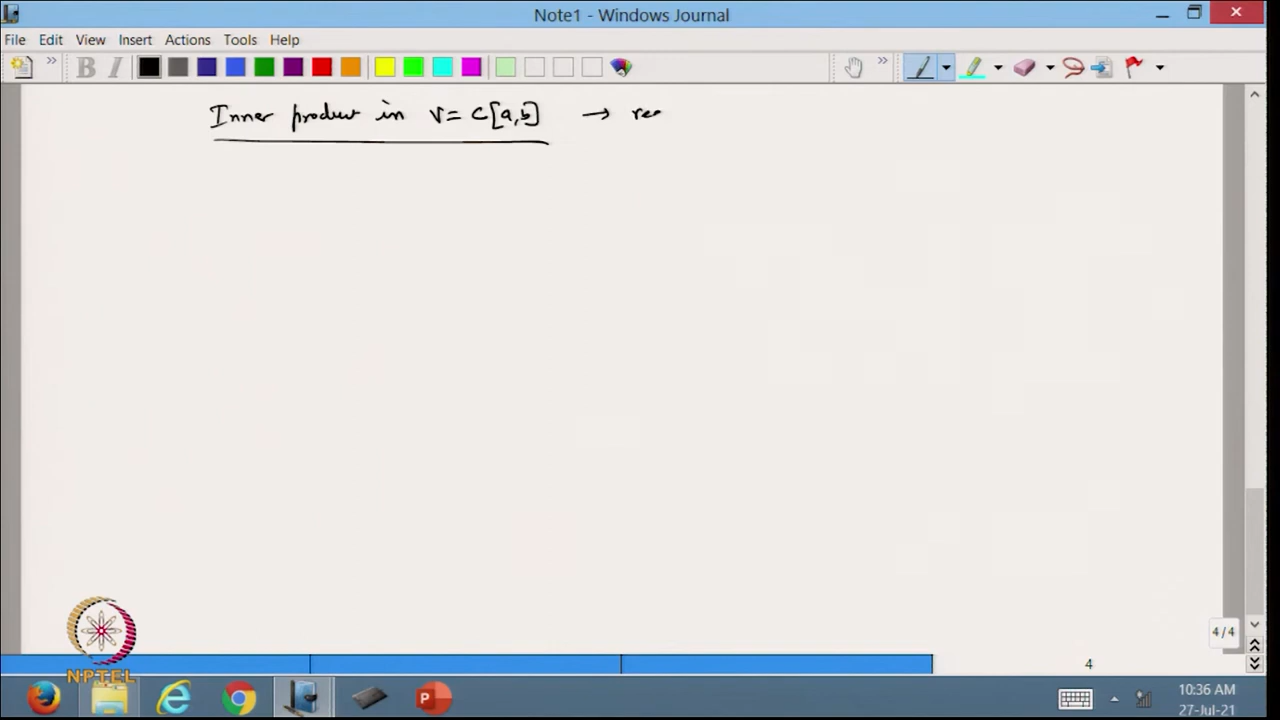 Note1 - Windows Journal
File Edit View Insert Actions Tools Help
B I
Inner product in V = C[a,b] → rea
4 / 4
4
NPTEL
10:36 AM
27-Jul-21